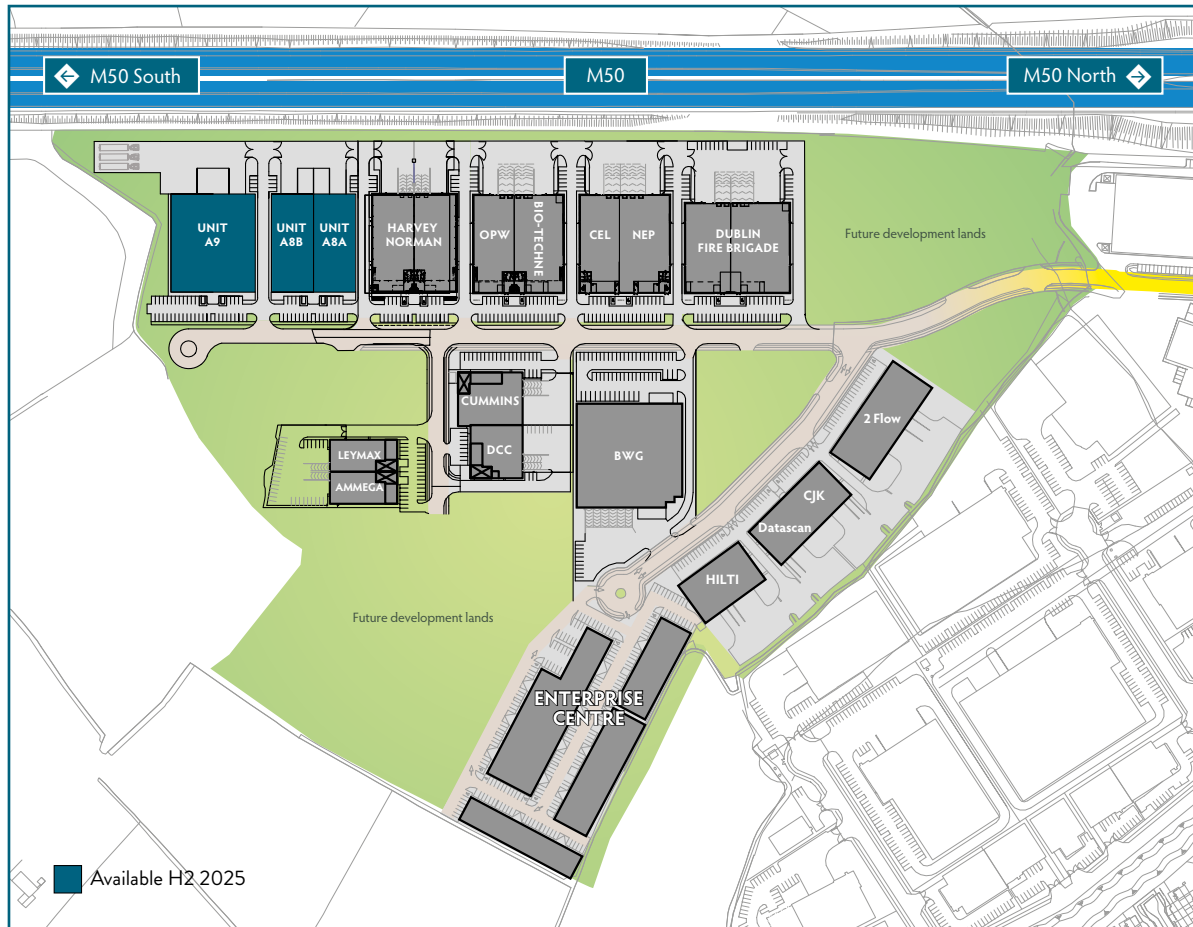 M50 South
M50
M50 North
UNIT
A9
UNIT
A8B
UNIT
A8A
HARVEY
NORMAN
OPW
BIO-TECHNE
CEL
NEP
DUBLIN
FIRE BRIGADE
Future development lands
CUMMINS
DCC
LEYMAX
AMMEGA
BWG
2 Flow
CJK
Datascan
HILTI
Future development lands
ENTERPRISE
CENTRE
Available H2 2025